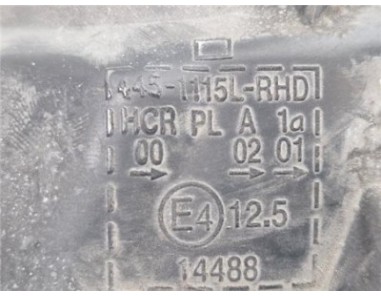 445-1115L-RHD
HCR PL A 1a
00 → 02 → 01 →
E4 12.5
14488